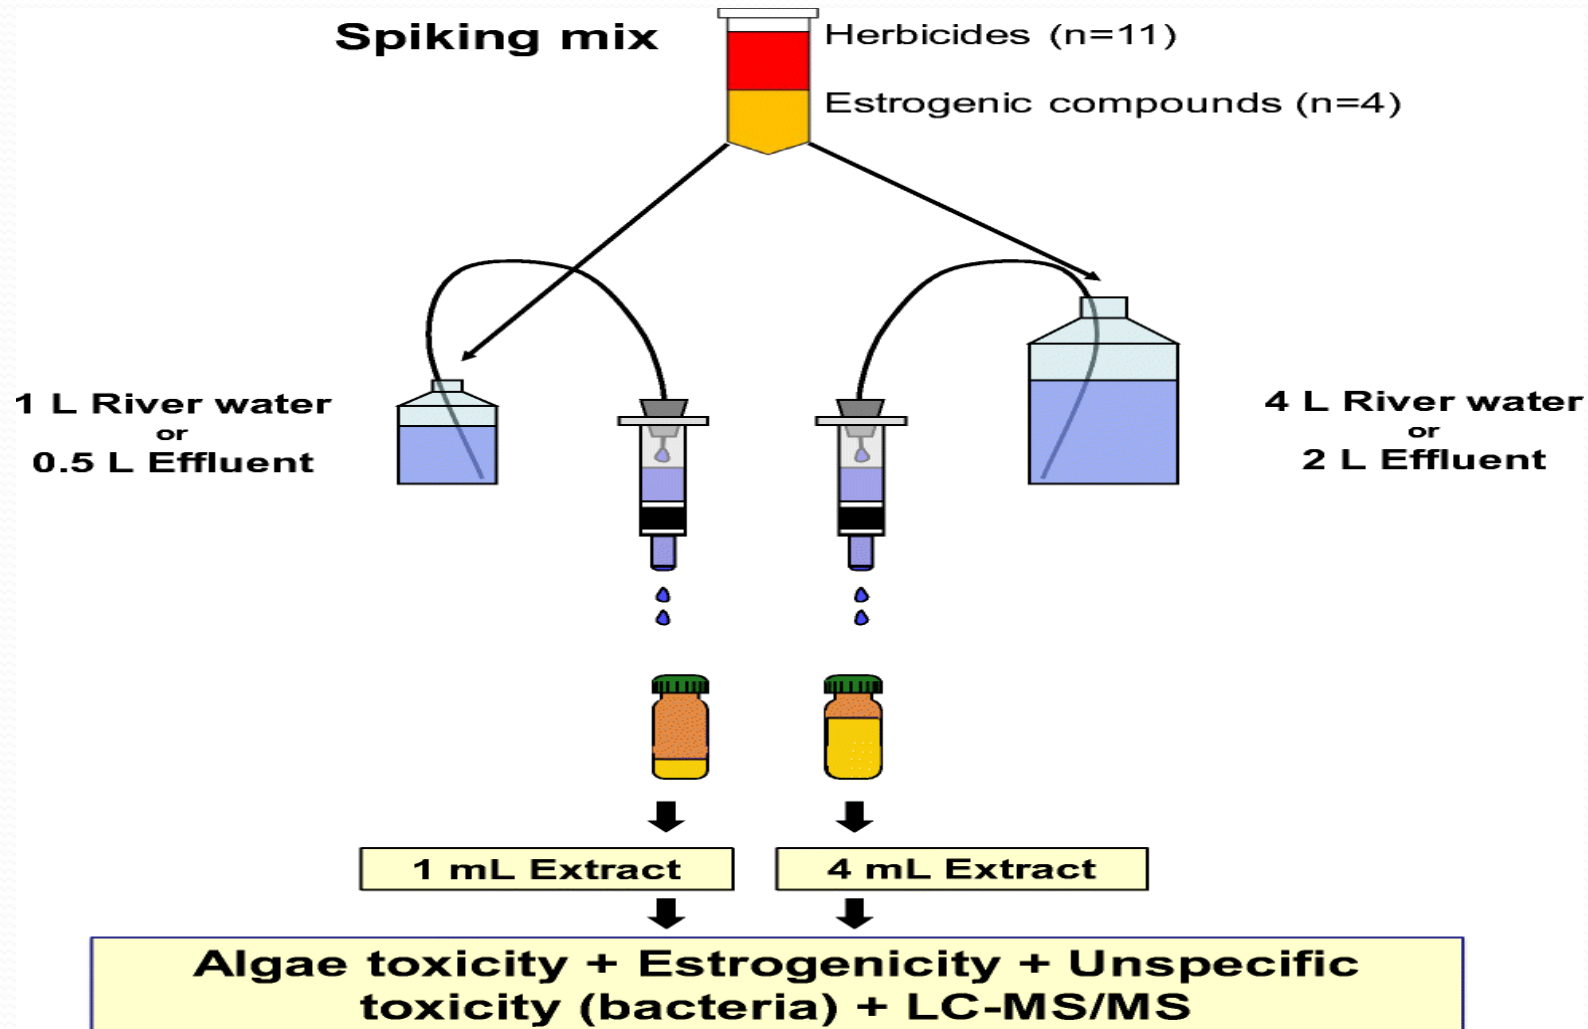 Spiking mix
Herbicides (n=11)
Estrogenic compounds (n=4)
1 L River water
or
0.5 L Effluent
4 L River water
or
2 L Effluent
1 mL Extract
4 mL Extract
Algae toxicity + Estrogenicity + Unspecific
toxicity (bacteria) + LC-MS/MS